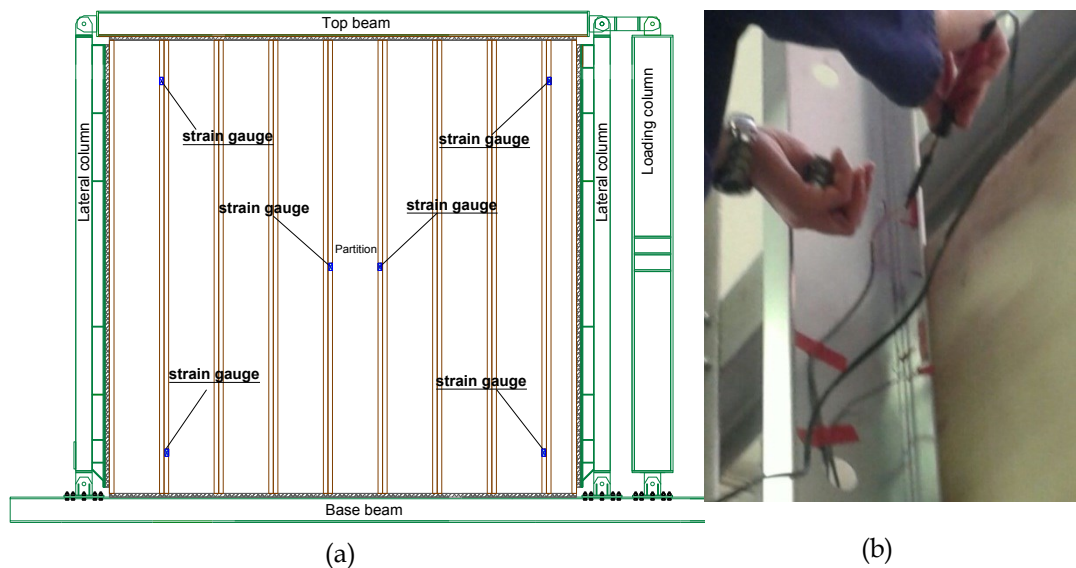 Top beam
strain gauge
strain gauge
Lateral column
Lateral column
Loading column
strain gauge
strain gauge
Partition
strain gauge
strain gauge
Base beam
(a)
(b)